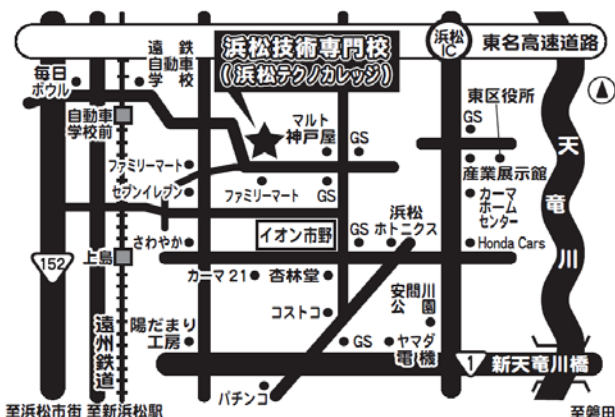 浜松
IC
東名高速道路
浜松技術専門校
(浜松テクノカレッジ)
遠鉄
自動車
学校
毎日
ボウル
自動車
学校前
マルト
神戸屋
GS
GS
東区役所
産業展示館
ファミリーマート
セブンイレブン
ファミリーマート
GS
カーマ
ホーム
センター
天竜川
さわやか
イオン市野
GS
浜松
ホトニクス
Honda Cars
上島
152
カーマ21
杏林堂
コストコ
安間川
公園
遠州鉄道
陽だまり
工房
GS
ヤマダ
電機
1
新天竜川橋
パチンコ
至浜松市街
至新浜松駅
至磐田